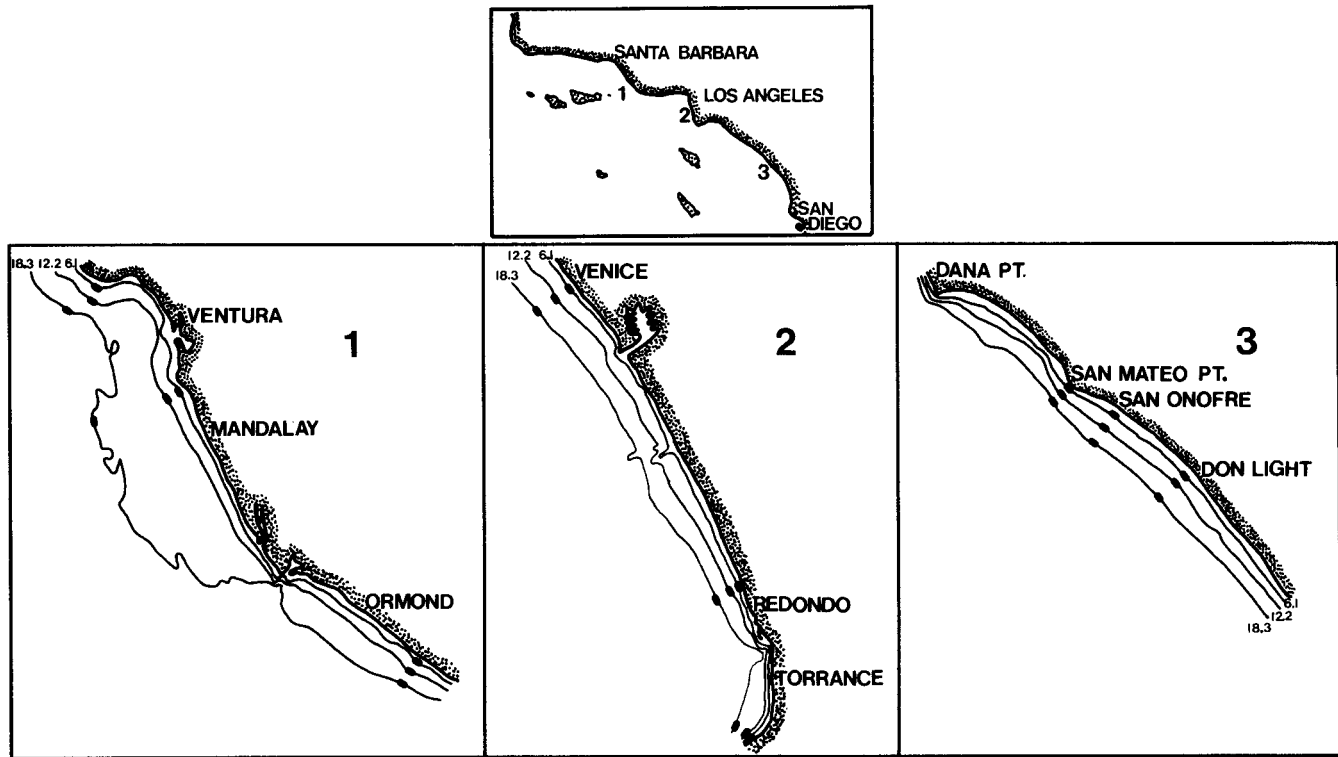 SANTA BARBARA
1
LOS ANGELES
2
3
SAN
DIEGO
18.3 12.2 6.1
VENTURA
1
MANDALAY
ORMOND
12.2 6.1
18.3
VENICE
2
REDONDO
TORRANCE
DANA PT.
3
SAN MATEO PT.
SAN ONOFRE
DON LIGHT
6.1
12.2
18.3